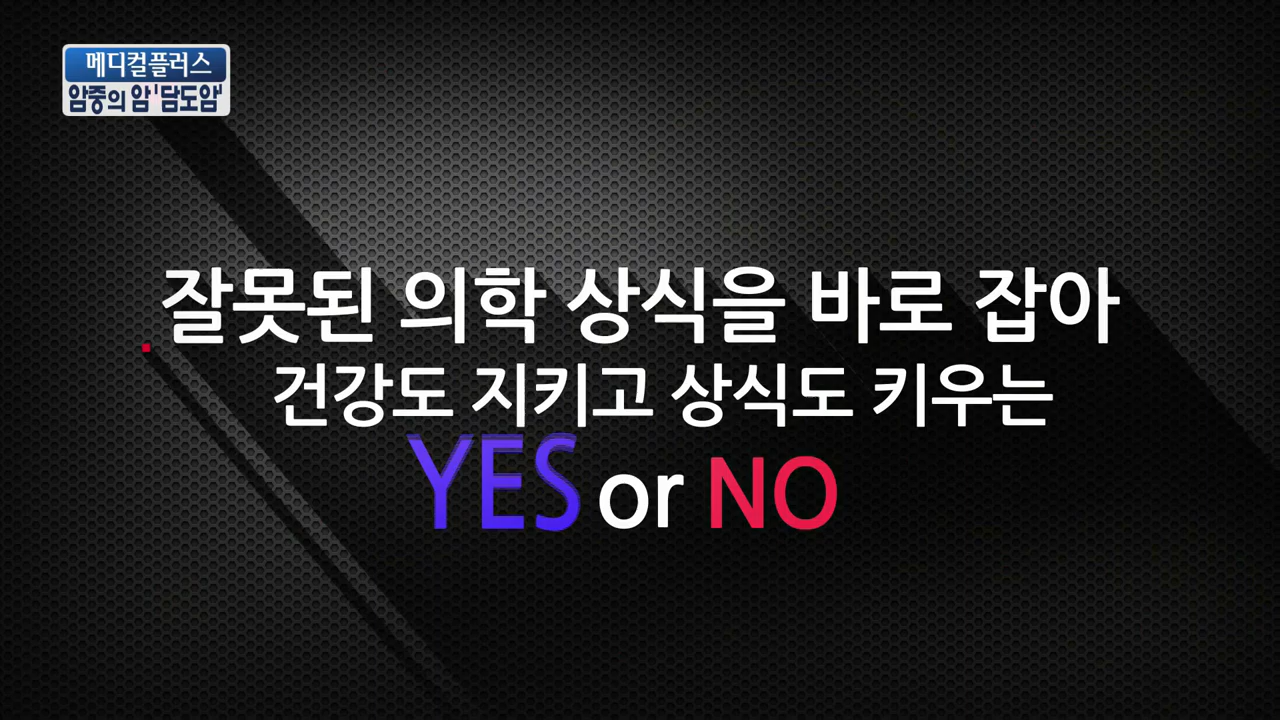 메디컬플러스
암중의 암 '담도암'
잘못된 의학 상식을 바로 잡아
건강도 지키고 상식도 키우는
YES or NO